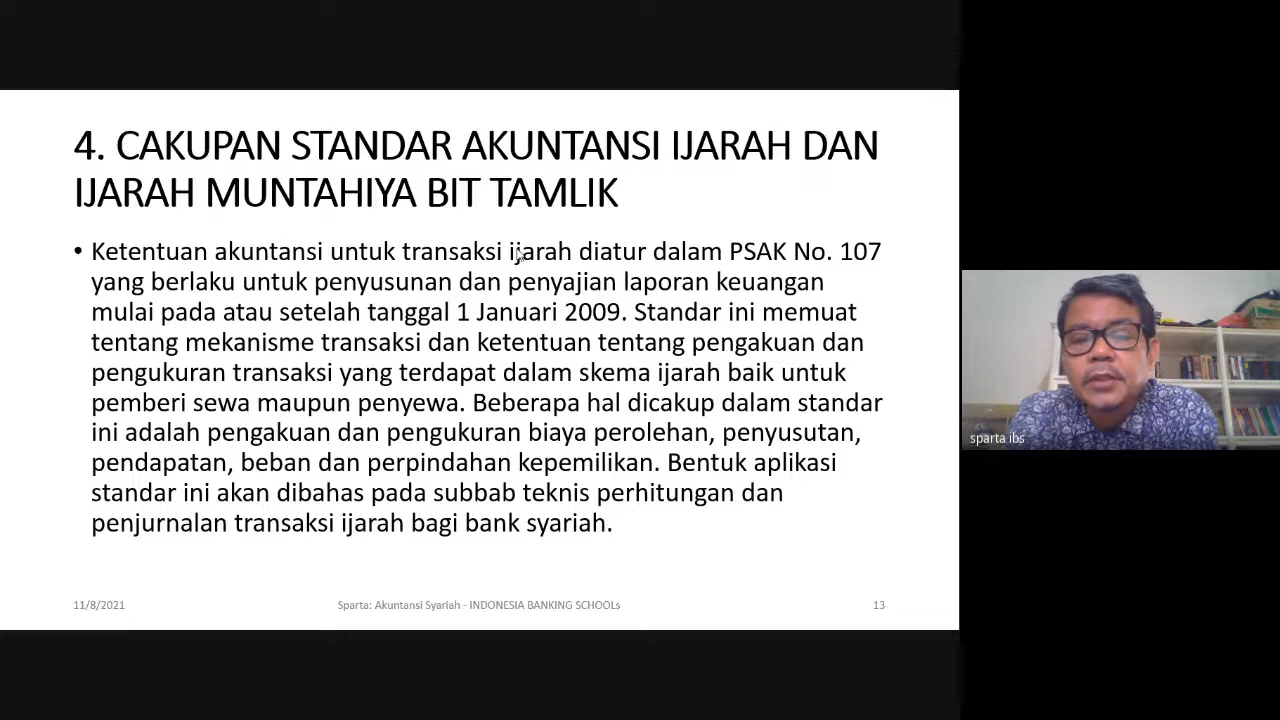 4. CAKUPAN STANDAR AKUNTANSI IJARAH DAN
IJARAH MUNTAHIYA BIT TAMLIK
• Ketentuan akuntansi untuk transaksi ijarah diatur dalam PSAK No. 107
yang berlaku untuk penyusunan dan penyajian laporan keuangan
mulai pada atau setelah tanggal 1 Januari 2009. Standar ini memuat
tentang mekanisme transaksi dan ketentuan tentang pengakuan dan
pengukuran transaksi yang terdapat dalam skema ijarah baik untuk
pemberi sewa maupun penyewa. Beberapa hal dicakup dalam standar
ini adalah pengakuan dan pengukuran biaya perolehan, penyusutan,
pendapatan, beban dan perpindahan kepemilikan. Bentuk aplikasi
standar ini akan dibahas pada subbab teknis perhitungan dan
penjurnalan transaksi ijarah bagi bank syariah.
11/8/2021
Sparta: Akuntansi Syariah - INDONESIA BANKING SCHOOLs
13
sparta ibs